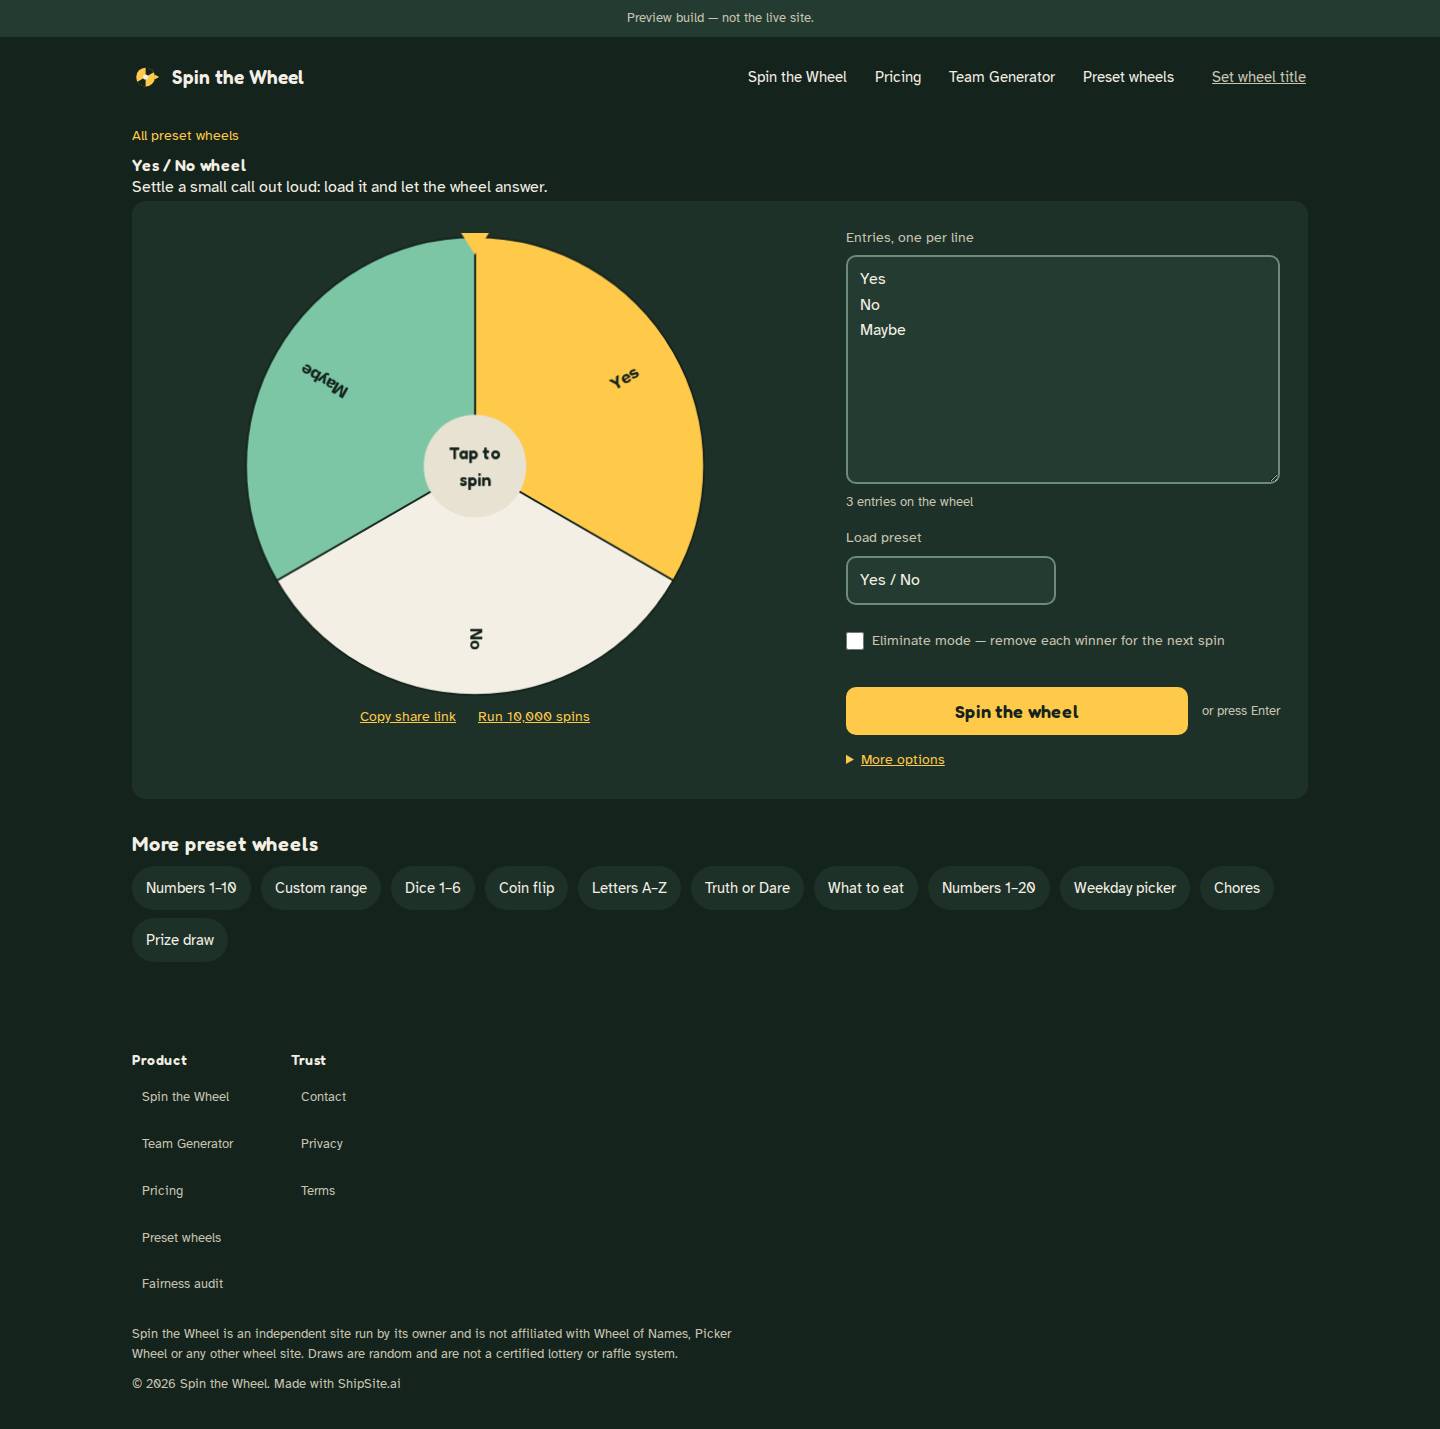 Preview build — not the live site.
Spin the Wheel
Spin the Wheel
Pricing
Team Generator
Preset wheels
Set wheel title
All preset wheels
Yes / No wheel
Settle a small call out loud: load it and let the wheel answer.
Maybe
Yes
Tap to
spin
No
Copy share link
Run 10,000 spins
Entries, one per line
Yes
No
Maybe
3 entries on the wheel
Load preset
Yes / No
Eliminate mode — remove each winner for the next spin
Spin the wheel
or press Enter
More options
More preset wheels
Numbers 1–10
Custom range
Dice 1–6
Coin flip
Letters A–Z
Truth or Dare
What to eat
Numbers 1–20
Weekday picker
Chores
Prize draw
Product
Spin the Wheel
Team Generator
Pricing
Preset wheels
Fairness audit
Trust
Contact
Privacy
Terms
Spin the Wheel is an independent site run by its owner and is not affiliated with Wheel of Names, Picker
Wheel or any other wheel site. Draws are random and are not a certified lottery or raffle system.
© 2026 Spin the Wheel. Made with ShipSite.ai